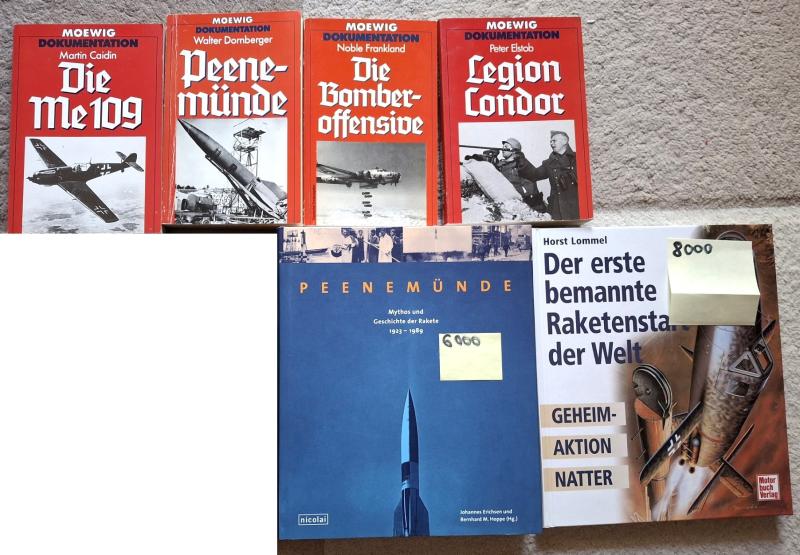 MOEWIG
DOKUMENTATION
Martin Caidin
Die
Me 109
MOEWIG
DOKUMENTATION
Walter Dornberger
Peene-
münde
MOEWIG
DOKUMENTATION
Noble Frankland
Die
Bomber-
offensive
MOEWIG
DOKUMENTATION
Peter Elstob
Legion
Condor
PEENEMÜNDE
Mythos und
Geschichte der Rakete
1923 – 1989
6000
Johannes Erichsen und
Bernhard M. Hoppe (Hg.)
nicolai
Horst Lommel
8000
Der erste
bemannte
Raketenstart
der Welt
GEHEIM-
AKTION
NATTER
Motor
buch
Verlag